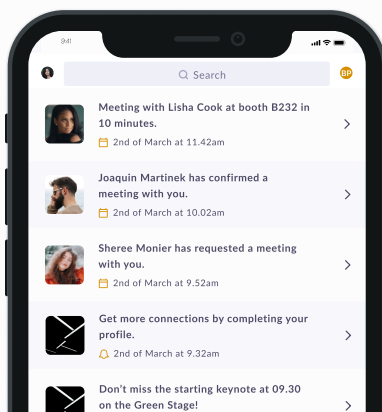 9:41
Search
BP
Meeting with Lisha Cook at booth B232 in
10 minutes.
2nd of March at 11.42am
Joaquin Martinek has confirmed a
meeting with you.
2nd of March at 10.02am
Sheree Monier has requested a meeting
with you.
2nd of March at 9.52am
Get more connections by completing your
profile.
2nd of March at 9.32am
Don't miss the starting keynote at 09.30
on the Green Stage!